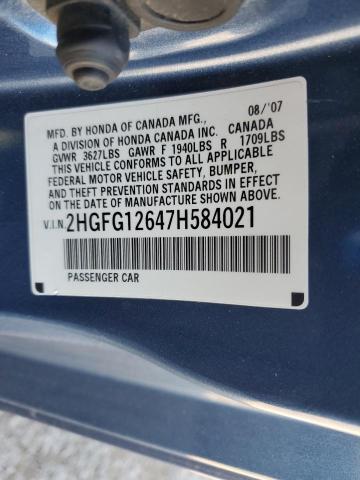 MFD. BY HONDA OF CANADA MFG., 08/'07
A DIVISION OF HONDA CANADA INC. CANADA
GVWR 3627LBS GAWR F 1940LBS R 1709LBS
THIS VEHICLE CONFORMS TO ALL APPLICABLE
FEDERAL MOTOR VEHICLE SAFETY, BUMPER,
AND THEFT PREVENTION STANDARDS IN EFFECT
ON THE DATE OF MANUFACTURE SHOWN ABOVE.
V.I.N. 2HGFG12647H584021
PASSENGER CAR